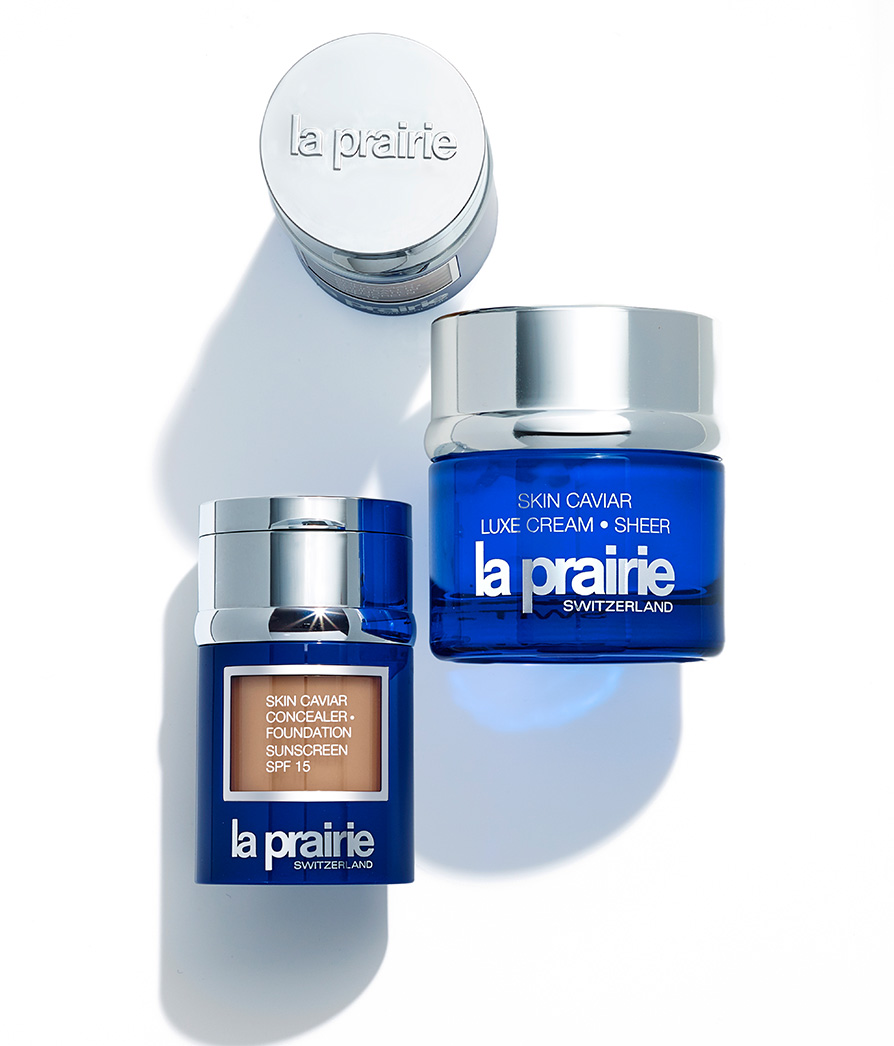 la prairie
SKIN CAVIAR
LUXE CREAM • SHEER
la prairie
SWITZERLAND
SKIN CAVIAR
CONCEALER •
FOUNDATION
SUNSCREEN
SPF 15
la prairie
SWITZERLAND